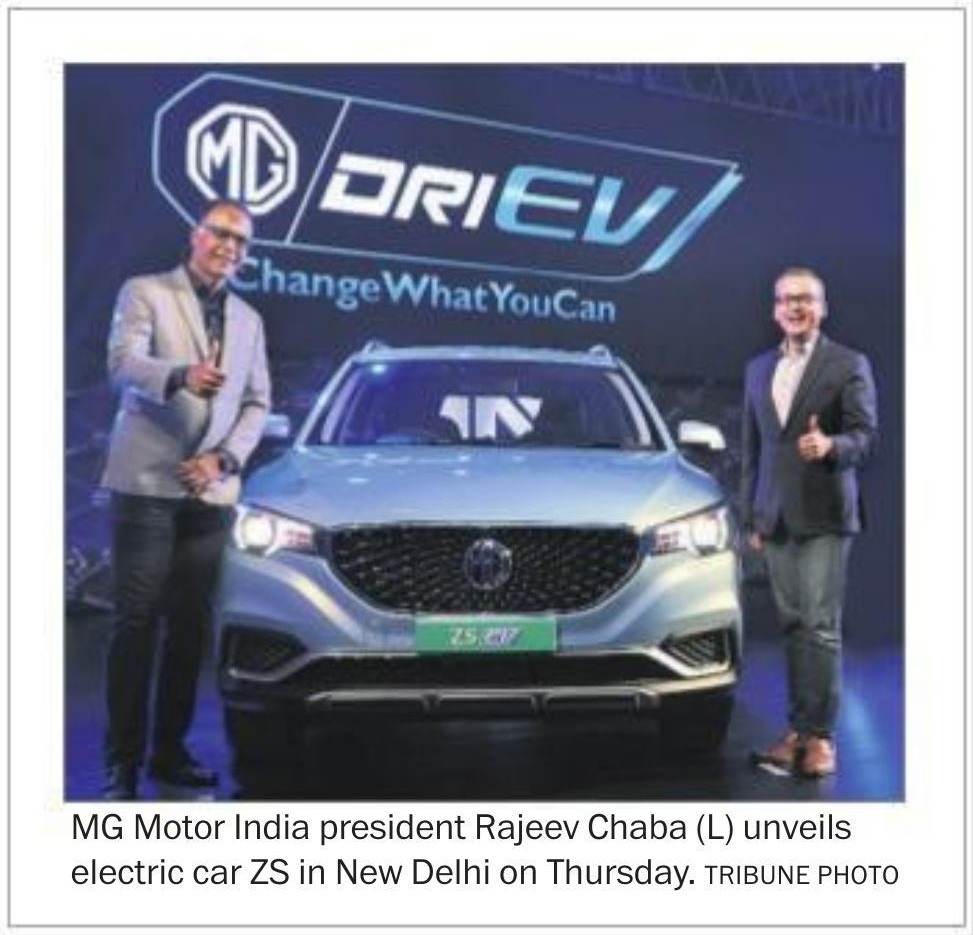 MG DRIEV
ChangeWhatYouCan
ZS EV
MG Motor India president Rajeev Chaba (L) unveils
electric car ZS in New Delhi on Thursday. TRIBUNE PHOTO